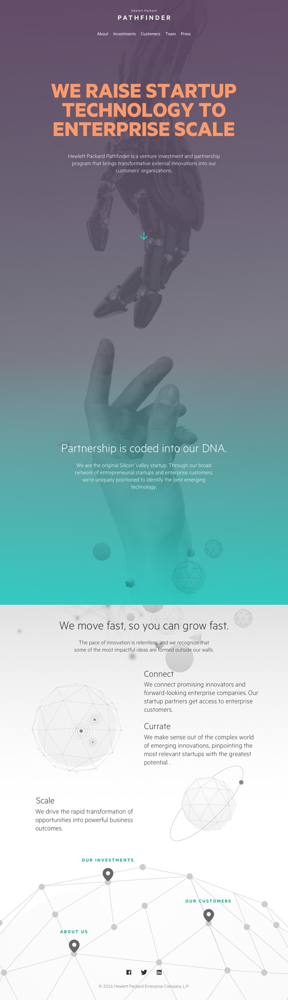 Hewlett Packard
PATHFINDER
About Investments Customers Team Press
WE RAISE STARTUP
TECHNOLOGY TO
ENTERPRISE SCALE
Hewlett Packard Pathfinder is a venture investment and partnership
program that brings transformative external innovations into our
customers' organizations.
Partnership is coded into our DNA.
We are the original Silicon Valley startup. Through our broad
network of entrepreneurial startups and enterprise customers,
we're uniquely positioned to identify the best emerging
technology.
We move fast, so you can grow fast.
The pace of innovation is relentless, and we recognize that
some of the most impactful ideas are formed outside our walls.
Connect
We connect promising innovators and
forward-looking enterprise companies. Our
startup partners get access to enterprise
customers.
Currate
We make sense out of the complex world
of emerging innovations, pinpointing the
most relevant startups with the greatest
potential .
Scale
We drive the rapid transformation of
opportunities into powerful business
outcomes.
OUR INVESTMENTS
OUR CUSTOMERS
ABOUT US
© 2016 Hewlett Packard Enterprise Company, L.P.